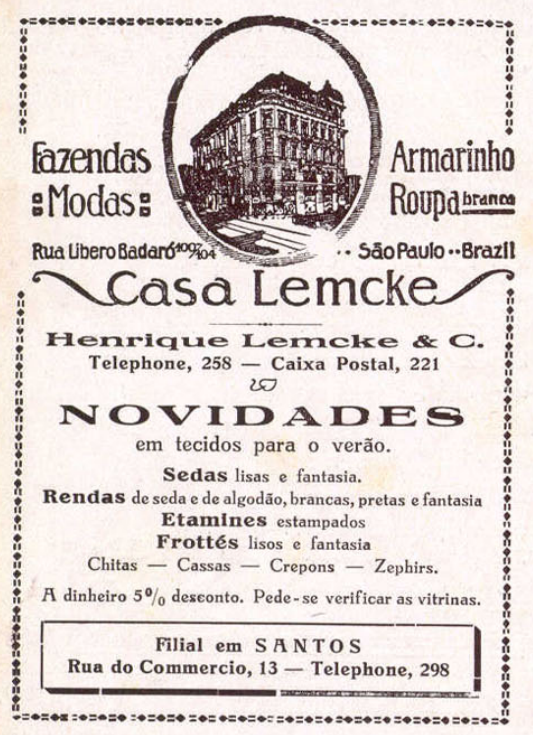 Fazendas
Modas
Armarinho
Roupa branca
Rua Libero Badaró 100/104
São Paulo -- Brazil
Casa Lemcke
Henrique Lemcke & C.
Telephone, 258 — Caixa Postal, 221
NOVIDADES
em tecidos para o verão.
Sedas lisas e fantasia.
Rendas de seda e de algodão, brancas, pretas e fantasia
Etamines estampados
Frottés lisos e fantasia
Chitas — Cassas — Crepons — Zephirs.
A dinheiro 5% desconto. Pede-se verificar as vitrinas.
Filial em SANTOS
Rua do Commercio, 13 — Telephone, 298